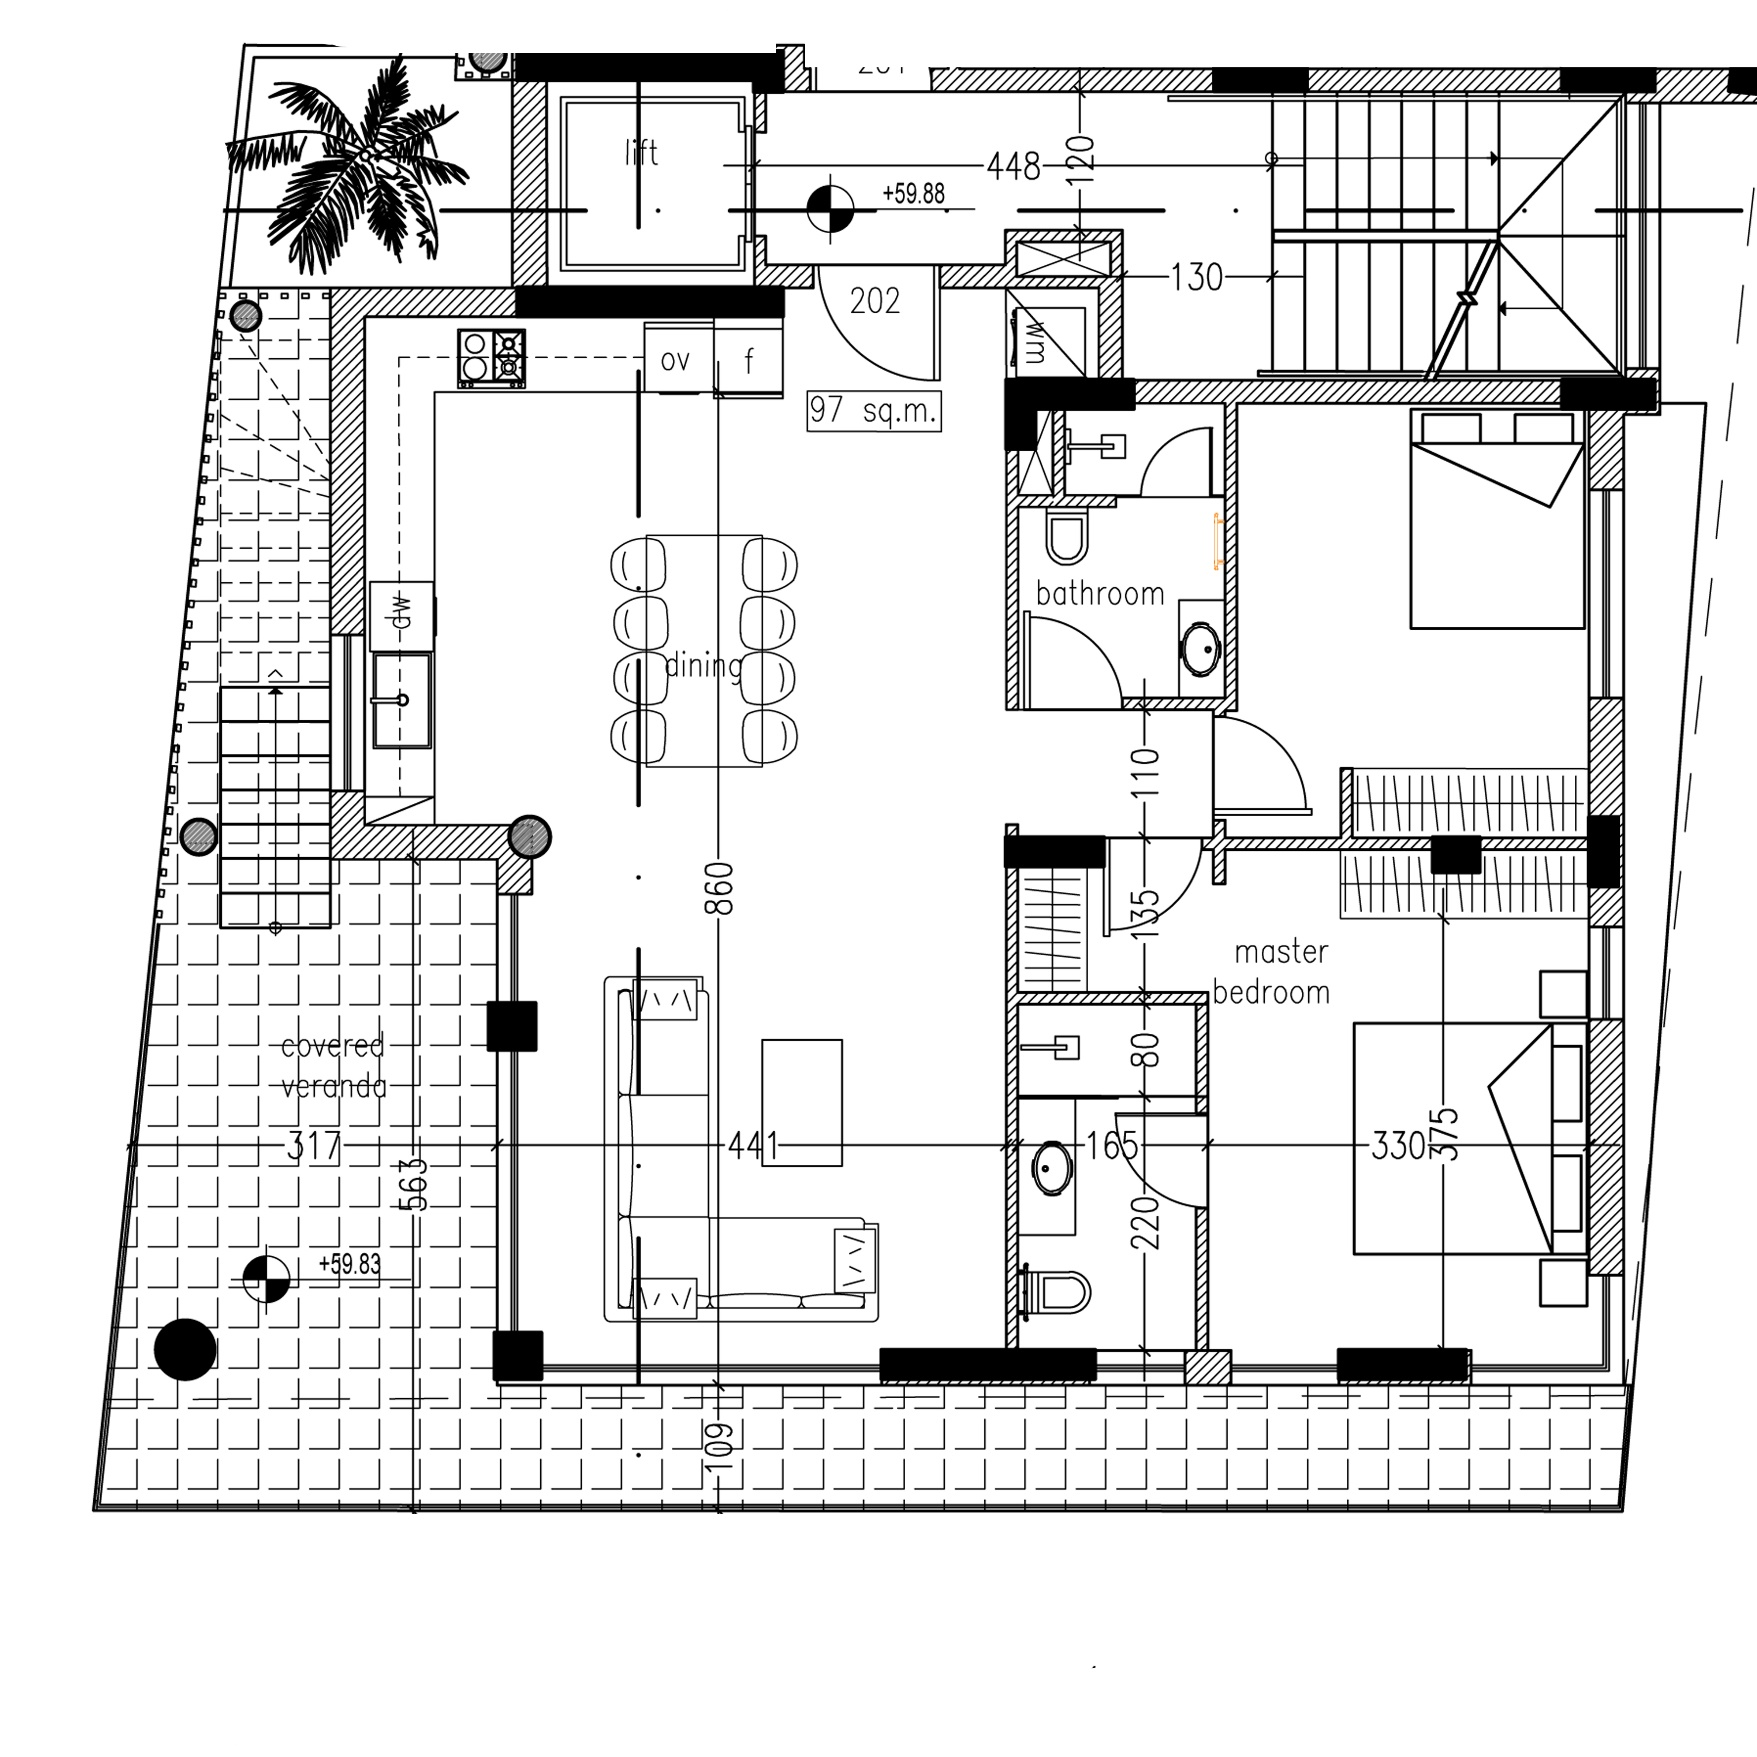 lift
448
120
+59.88
130
202
wm
ov
f
97 sq.m.
bathroom
dw
dining
110
860
135
master
bedroom
covered
veranda
80
317
441
165
330
375
563
220
+59.83
109